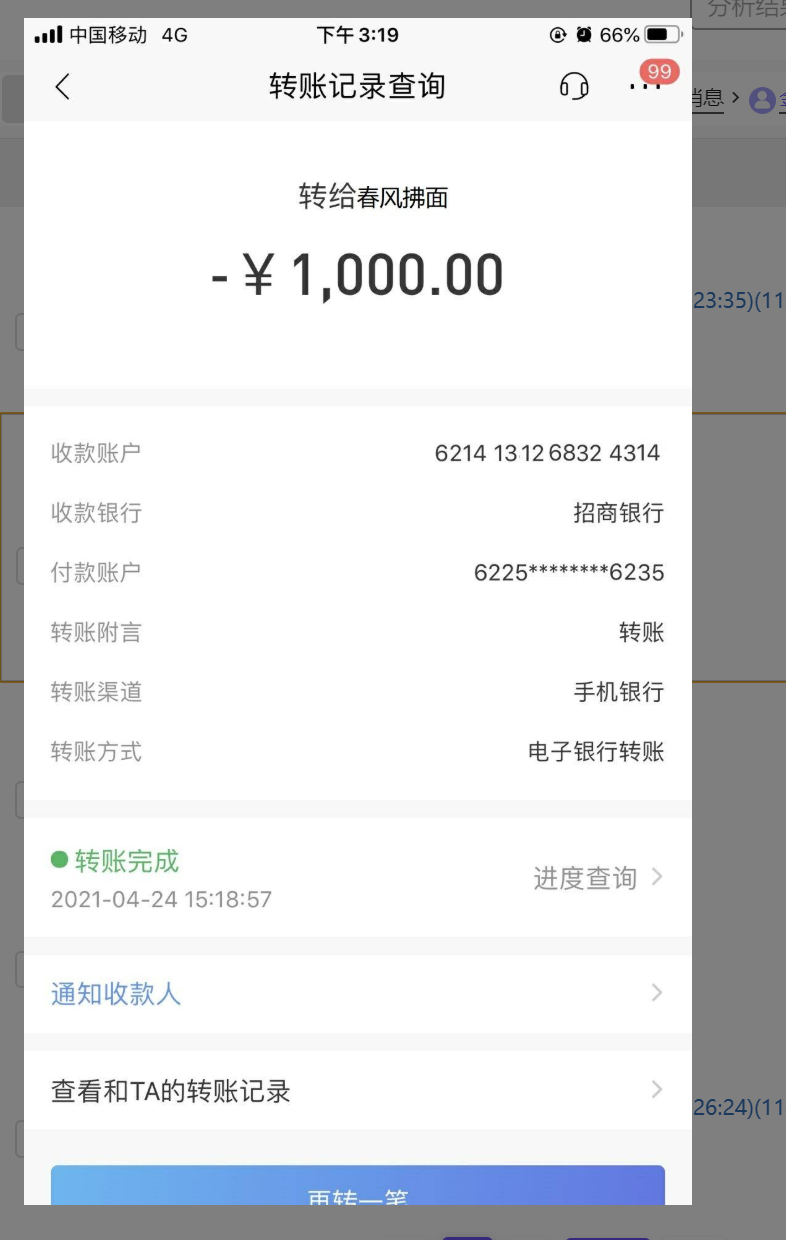 分析结
中国移动 4G 下午3:19 66%
转账记录查询 99
消息
转给春风拂面
-¥1,000.00
23:35)(11
收款账户 6214 1312 6832 4314
收款银行 招商银行
付款账户 6225********6235
转账附言 转账
转账渠道 手机银行
转账方式 电子银行转账
转账完成
进度查询
2021-04-24 15:18:57
通知收款人
查看和TA的转账记录
26:24)(11
再转一笔